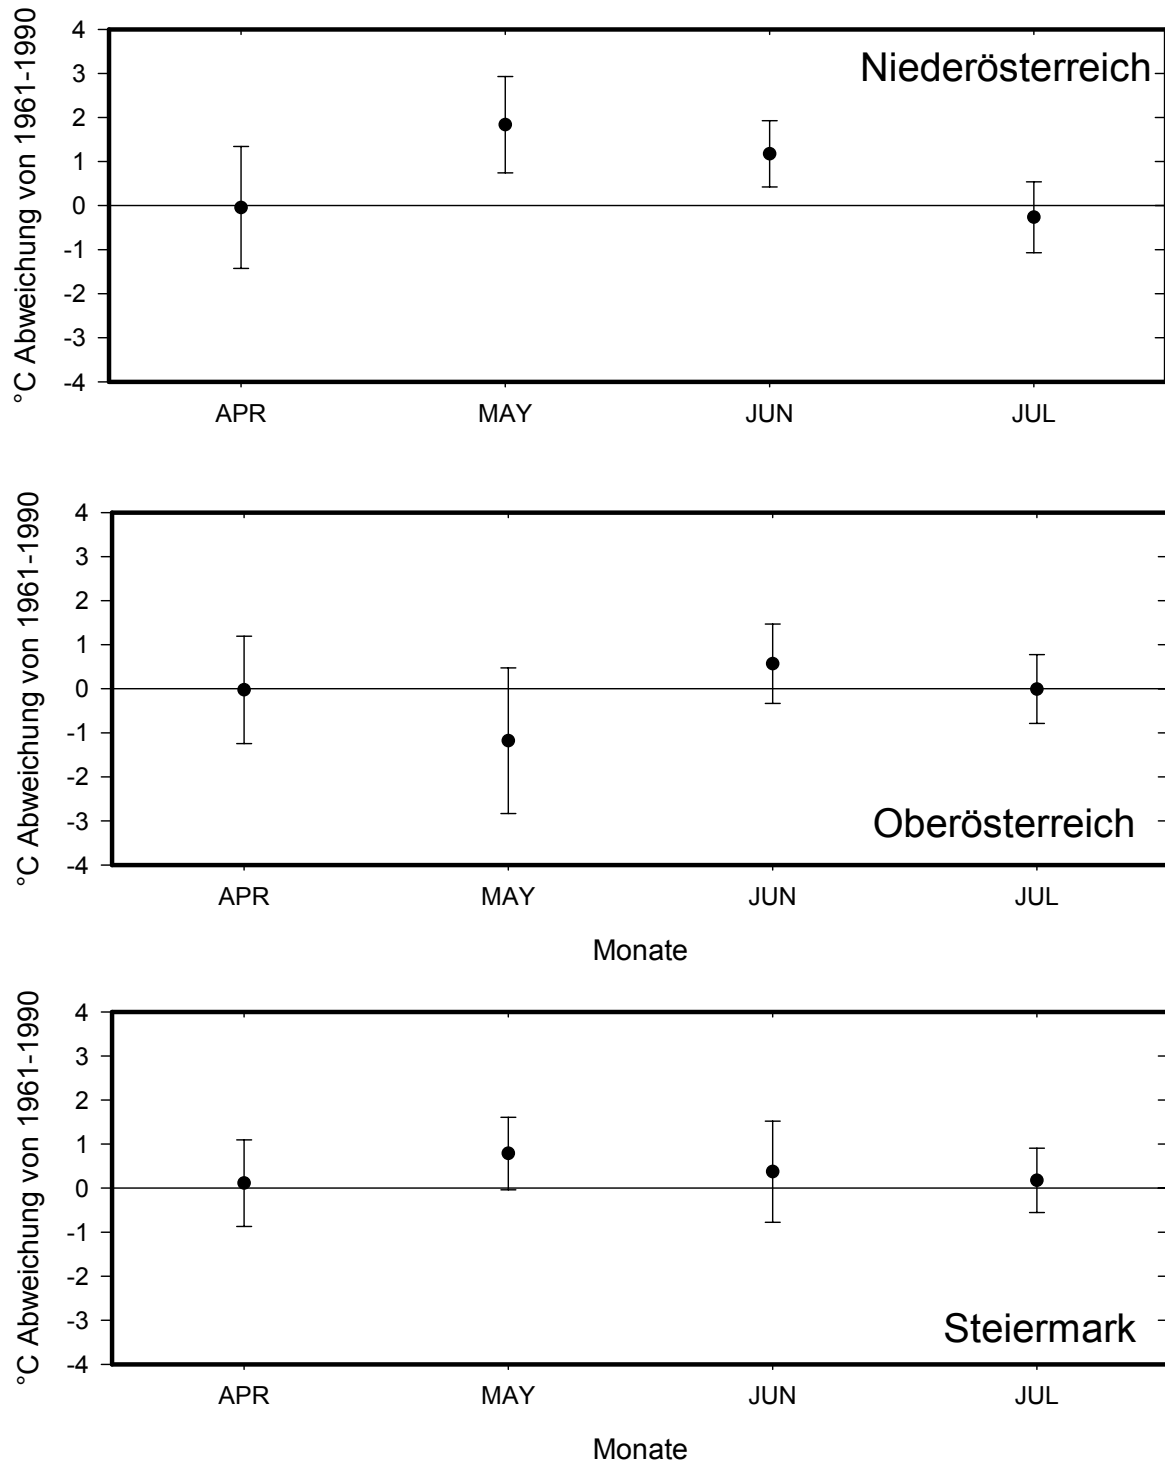 °C Abweichung von 1961-1990
4
3
2
1
0
-1
-2
-3
-4
Niederösterreich
APR MAY JUN JUL
°C Abweichung von 1961-1990
4
3
2
1
0
-1
-2
-3
-4
Oberösterreich
APR MAY JUN JUL
Monate
°C Abweichung von 1961-1990
4
3
2
1
0
-1
-2
-3
-4
Steiermark
APR MAY JUN JUL
Monate